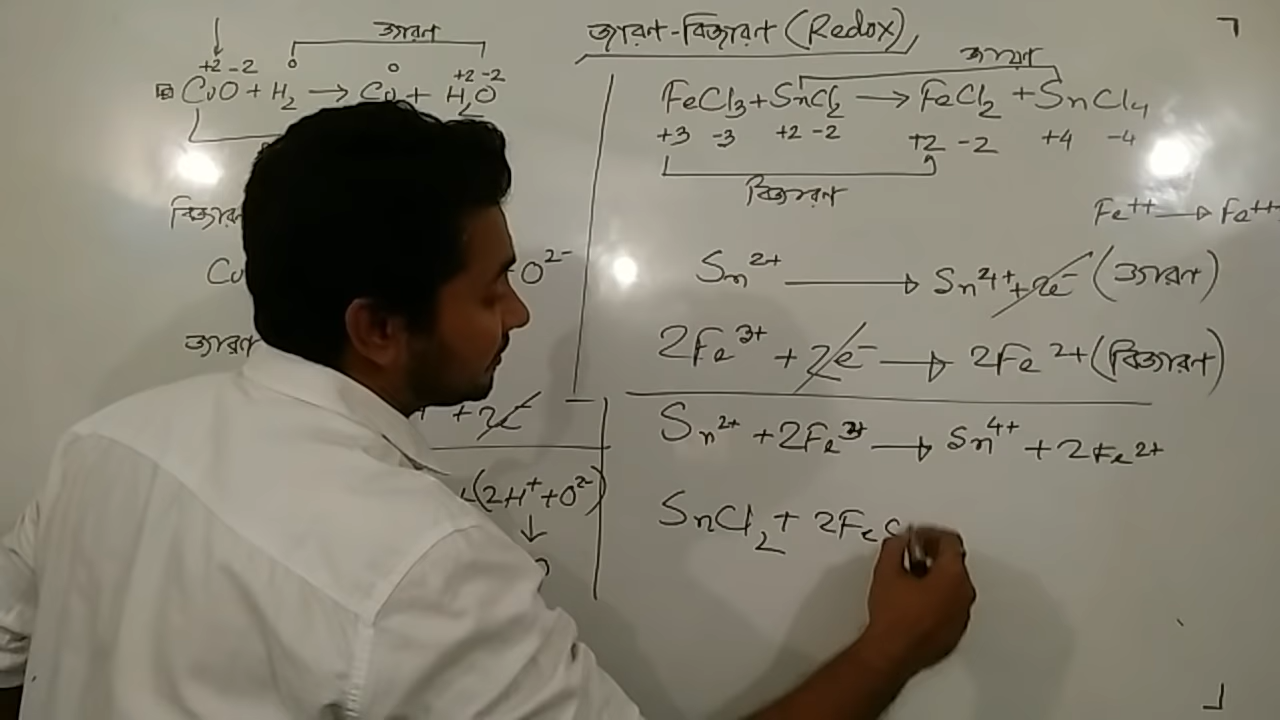 জারণ-বিজারণ (Redox)
জারণ
+2 -2 0 0 +2 -2
CuO + H₂ → Cu + H₂O
বিজারণ
Cu O²⁻
জারণ
+ 2e⁻
(2H⁺ + O²⁻)
↓
জারণ
FeCl₃ + SnCl₂ → FeCl₂ + SnCl₄
+3 -3 +2 -2 +2 -2 +4 -4
বিজারণ
Fe⁺⁺ → Fe⁺⁺
Sn²⁺ → Sn⁴⁺ + 2e⁻ (জারণ)
2Fe³⁺ + 2e⁻ → 2Fe²⁺ (বিজারণ)
Sn²⁺ + 2Fe³⁺ → Sn⁴⁺ + 2Fe²⁺
SnCl₂ + 2FeC